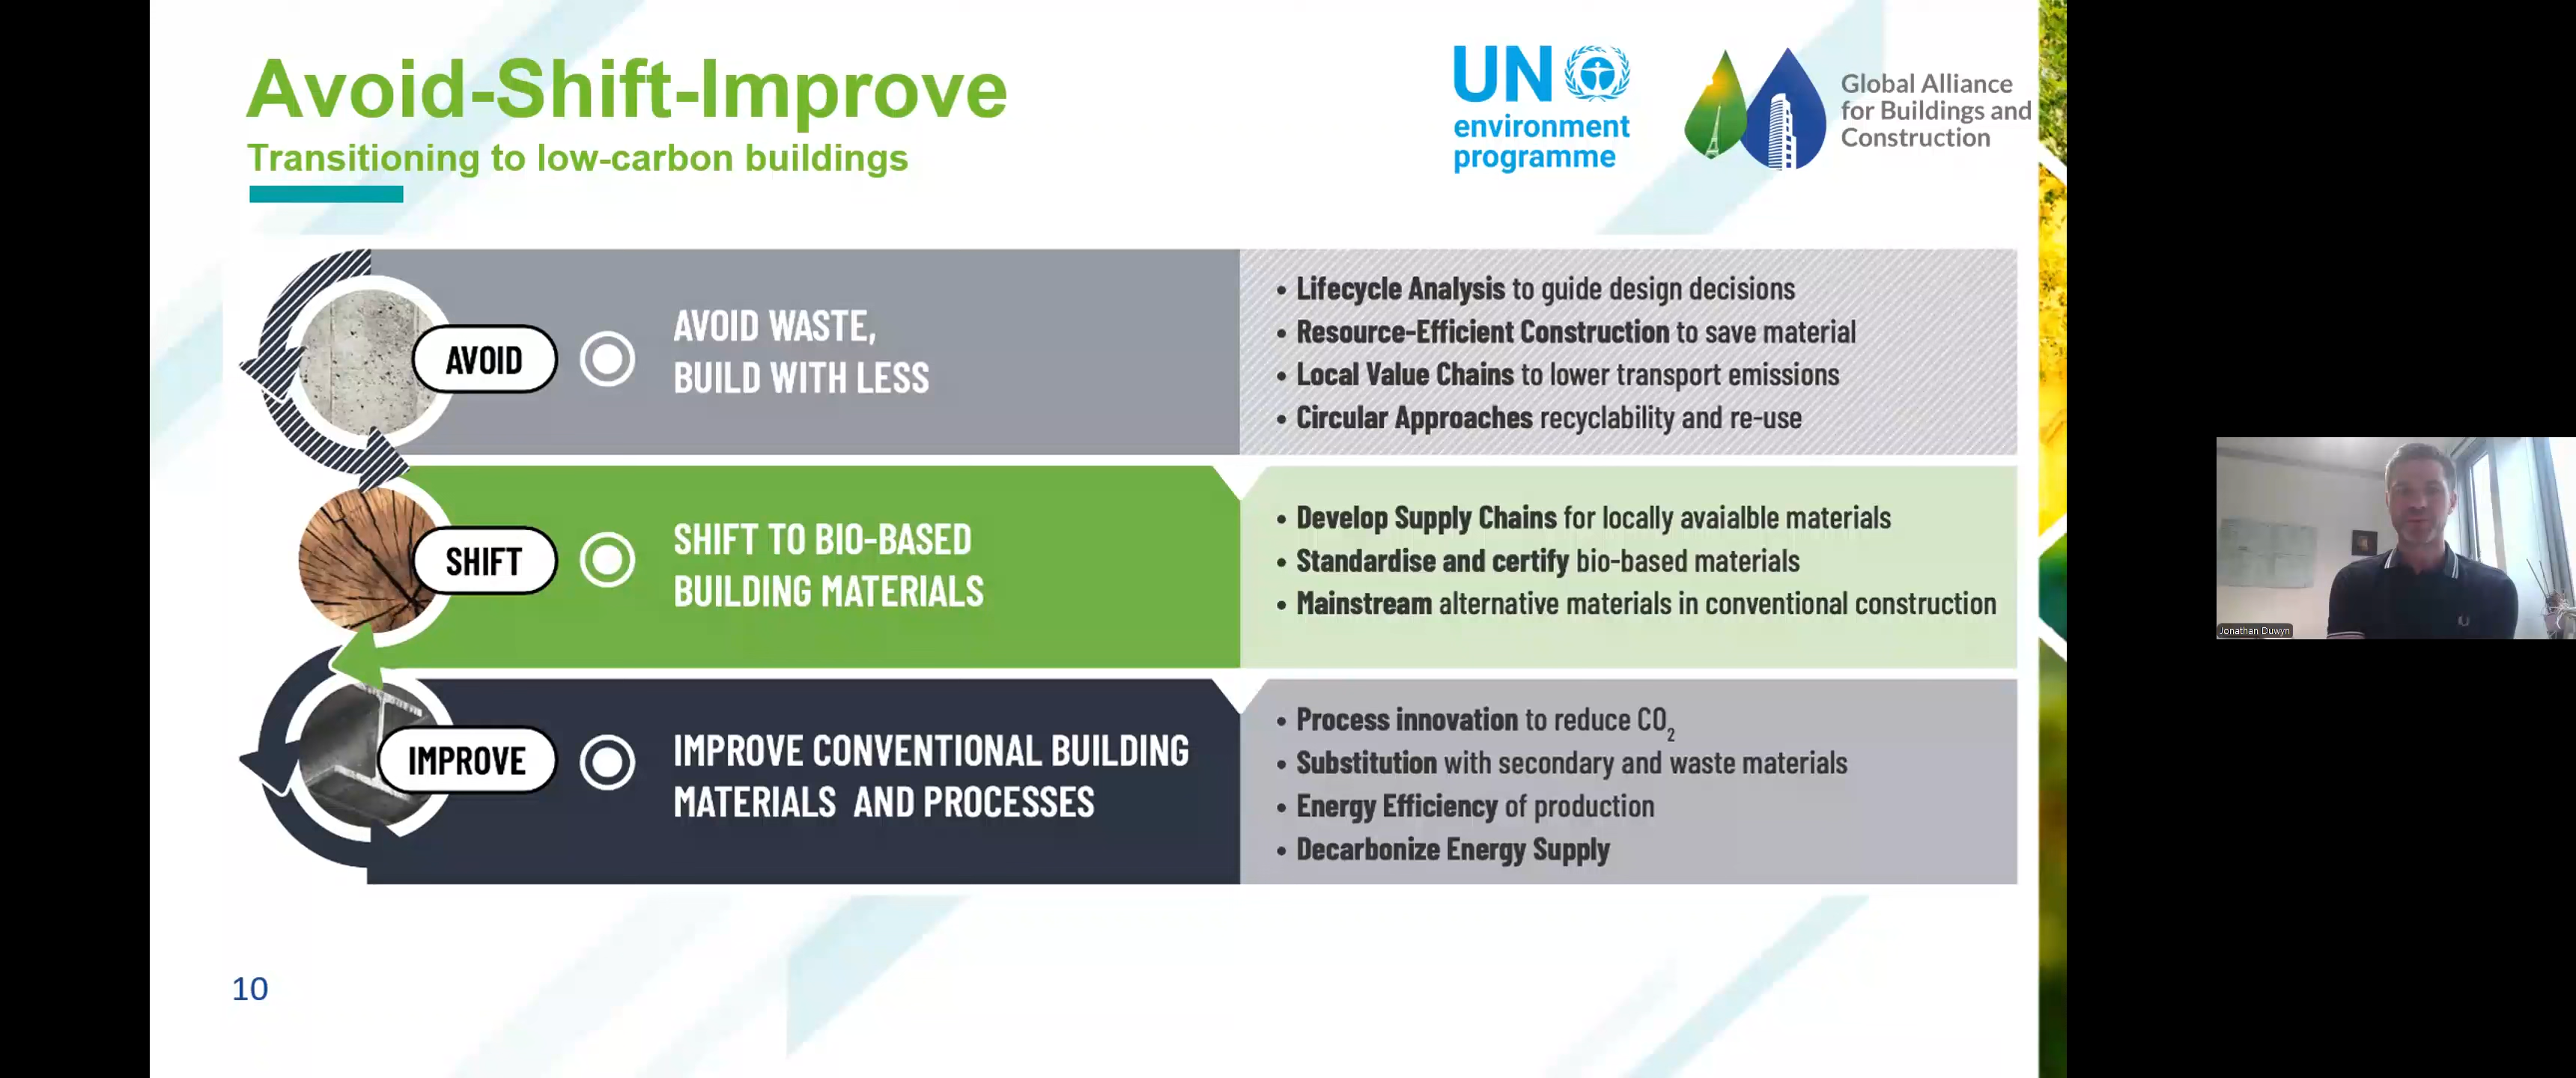 Avoid-Shift-Improve
Transitioning to low-carbon buildings
UN
environment
programme
Global Alliance
for Buildings and
Construction
AVOID
AVOID WASTE,
BUILD WITH LESS
• Lifecycle Analysis to guide design decisions
• Resource-Efficient Construction to save material
• Local Value Chains to lower transport emissions
• Circular Approaches recyclability and re-use
SHIFT
SHIFT TO BIO-BASED
BUILDING MATERIALS
• Develop Supply Chains for locally avaialble materials
• Standardise and certify bio-based materials
• Mainstream alternative materials in conventional construction
IMPROVE
IMPROVE CONVENTIONAL BUILDING
MATERIALS AND PROCESSES
• Process innovation to reduce CO₂
• Substitution with secondary and waste materials
• Energy Efficiency of production
• Decarbonize Energy Supply
10
Jonathan Duwyn